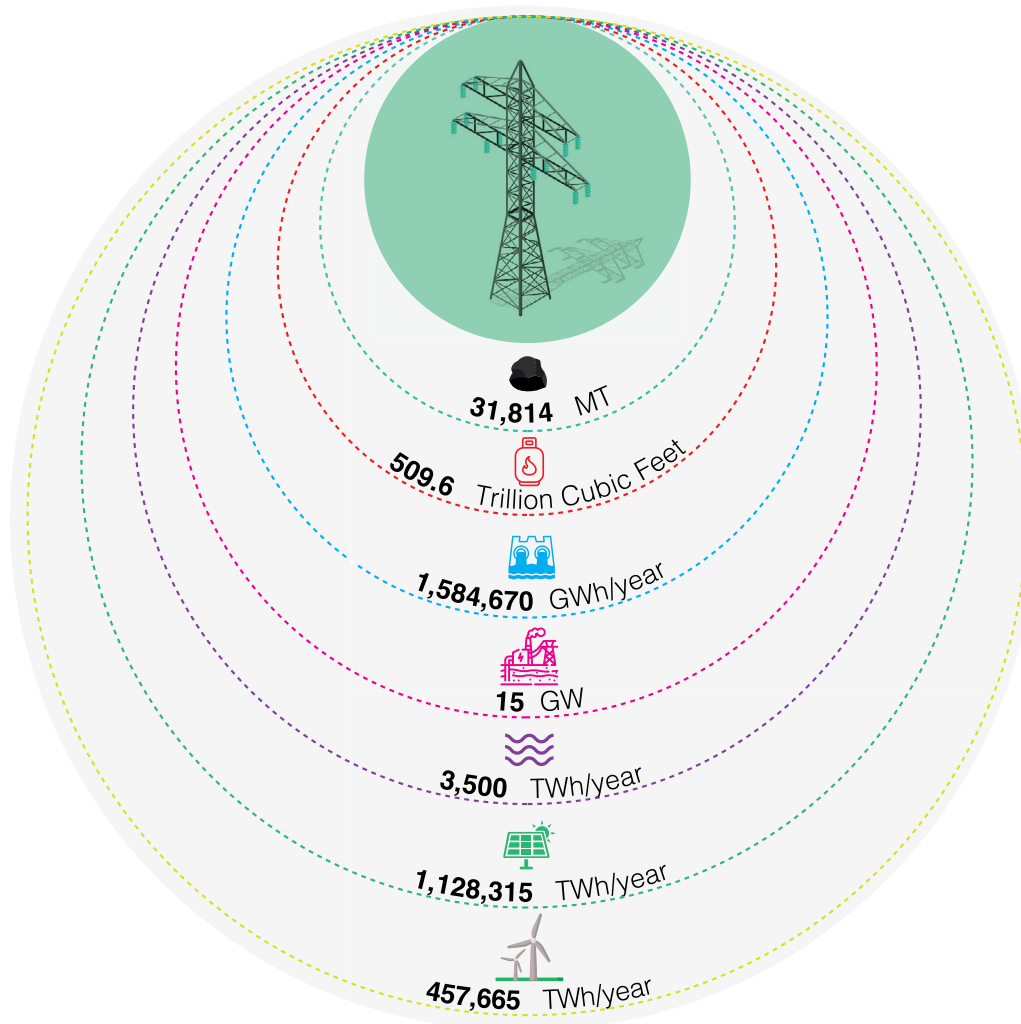 31,814 MT
509.6 Trillion Cubic Feet
1,584,670 GWh/year
15 GW
3,500 TWh/year
1,128,315 TWh/year
457,665 TWh/year